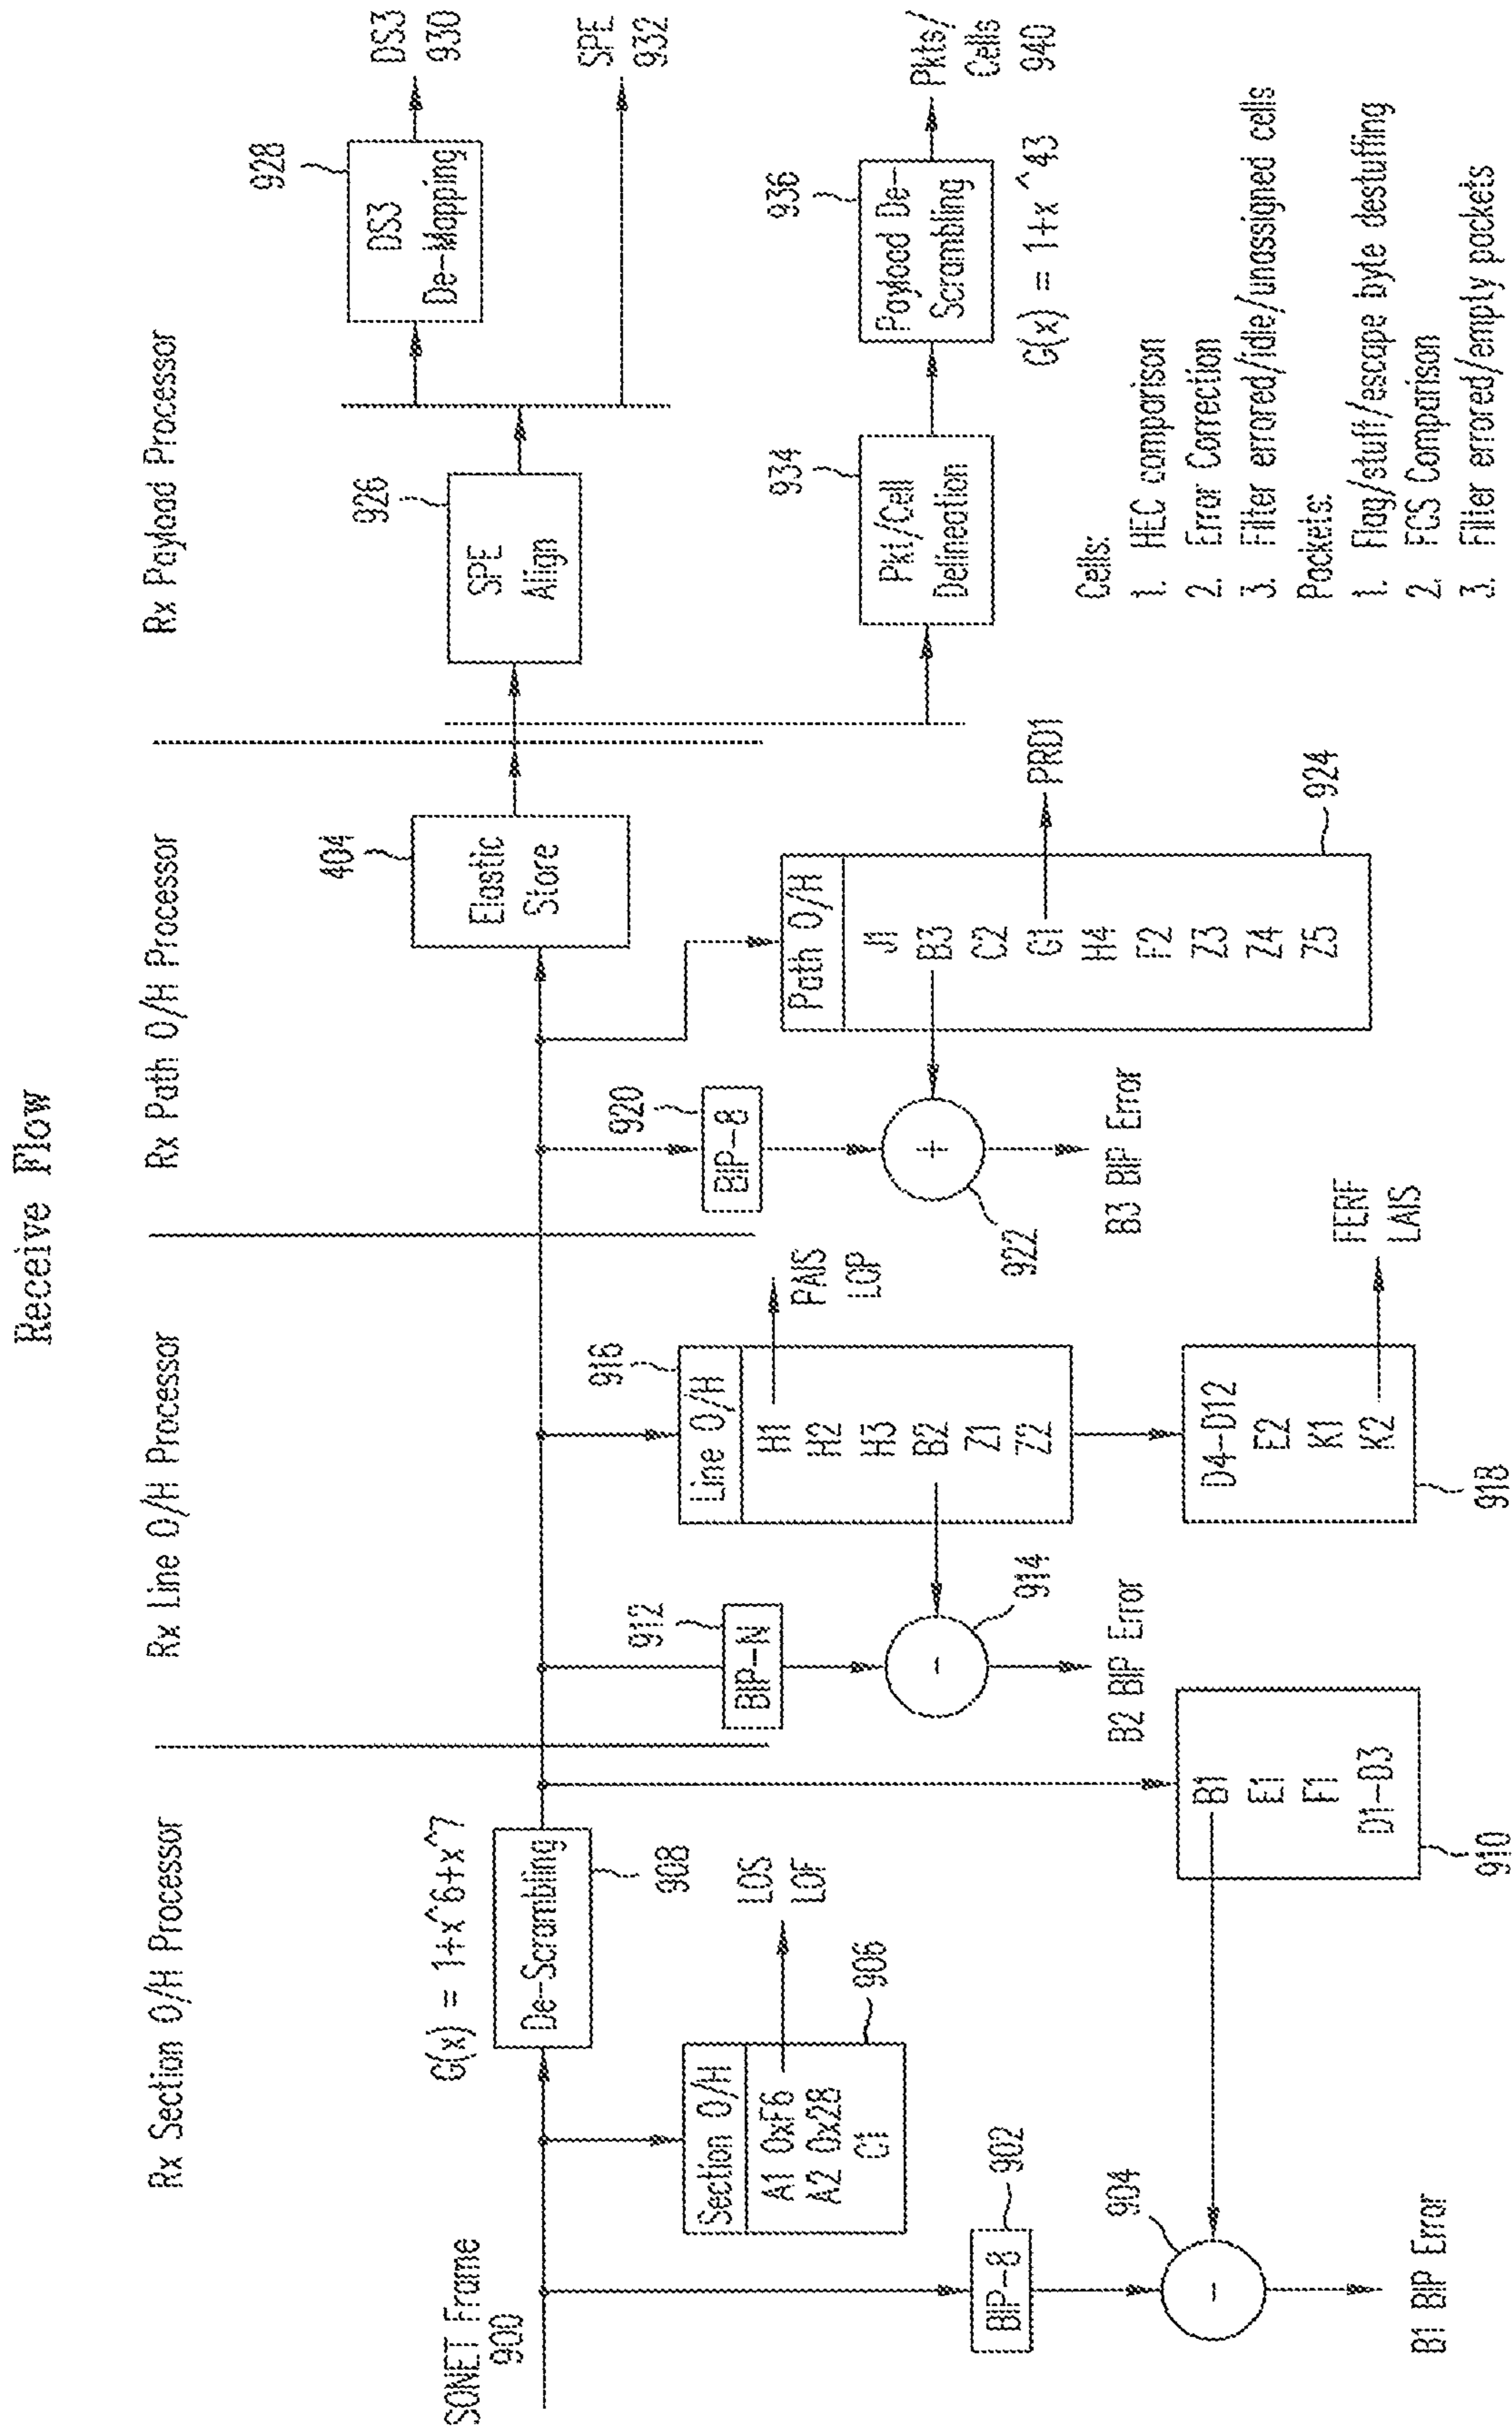 Receive Flow
Rx Section O/H Processor
Rx Line O/H Processor
Rx Path O/H Processor
Rx Payload Processor
SONET Frame
900
G(x) = 1+x^6+x^7
De-Scrambling
908
Section O/H
A1 0xF6
A2 0x28
C1
906
LOS
LOF
BIP-8
902
904
-
B1 BIP Error
B1
E1
F1
D1-D3
910
BIP-N
912
-
914
B2 BIP Error
916
Line O/H
H1
H2
H3
B2
Z1
Z2
PAIS
LOP
D4-D12
E2
K1
K2
918
FERF
LAIS
BIP-8
920
+
922
B3 BIP Error
Path O/H
J1
B3
C2
G1
H4
F2
Z3
Z4
Z5
924
PRDI
Elastic
Store
404
SPE
Align
926
DS3
De-Mapping
928
DS3
930
SPE
932
Pkt/Cell
Delineation
934
Payload De-
Scrambling
936
G(x) = 1+x^43
Pkts/
Cells
940
Cells:
1. HEC comparison
2. Error Correction
3. Filter errored/idle/unassigned cells
Packets:
1. Flag/stuff/escape byte destuffing
2. FCS Comparison
3. Filter errored/empty packets